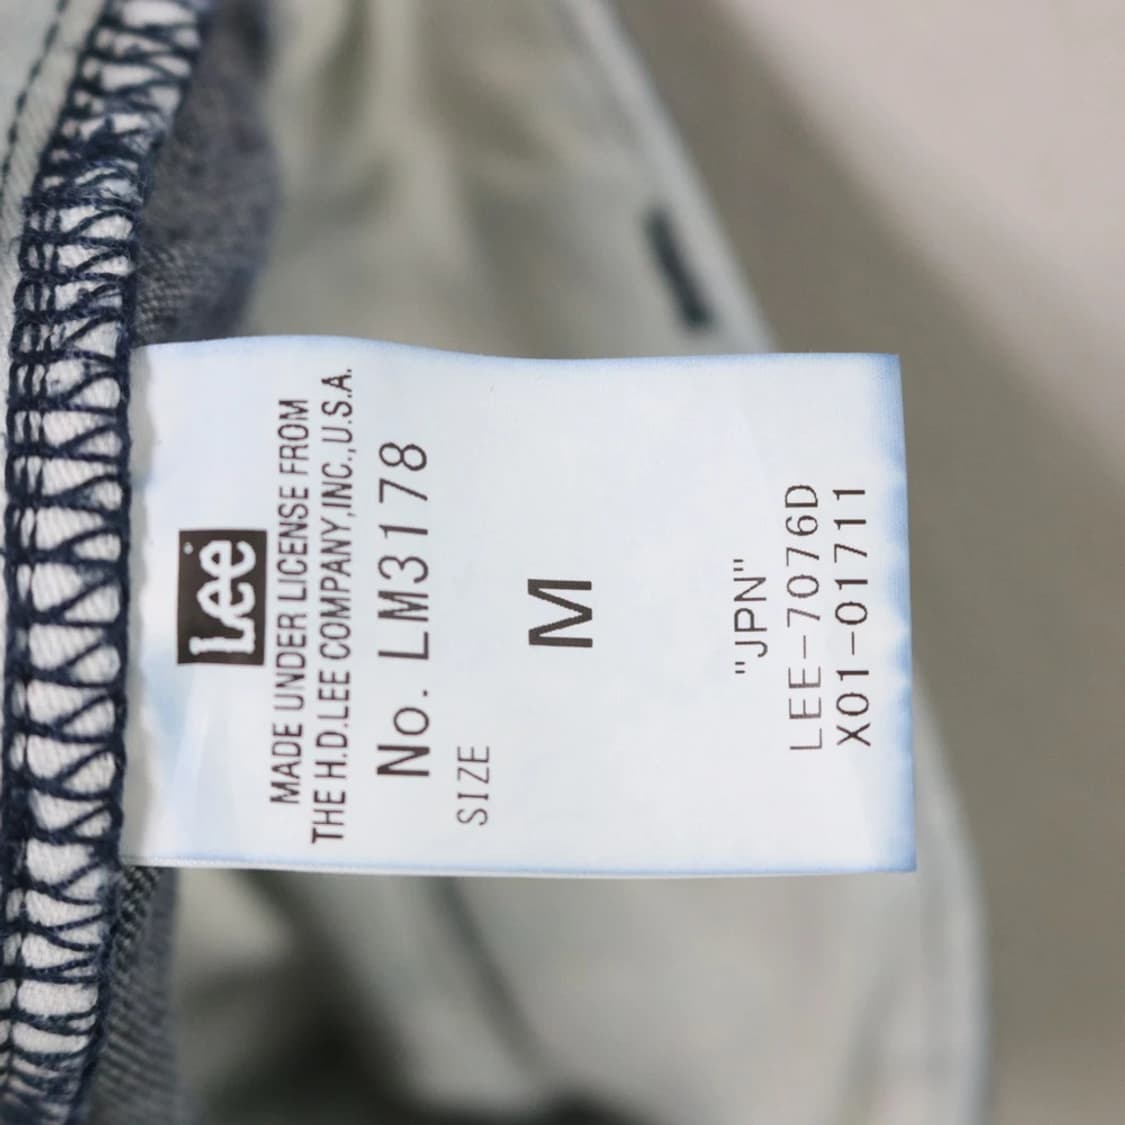 Lee
MADE UNDER LICENSE FROM
THE H.D.LEE COMPANY,INC.,U.S.A.
No. LM3178
SIZE
M
"JPN"
LEE-7076D
X01-01711